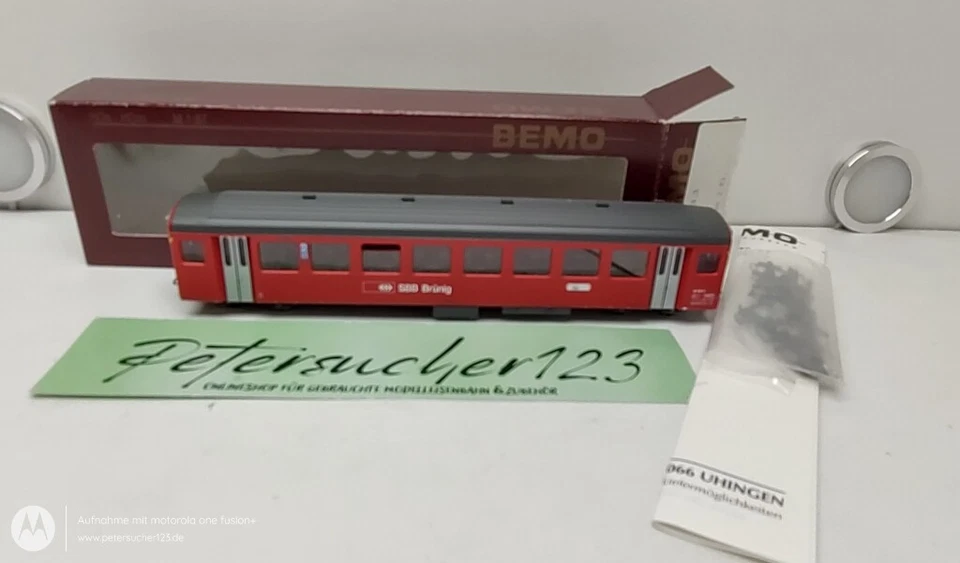 BEMO
MO
SBB Brünig
Petersucher123
ONLINESHOP FÜR GEBRAUCHTE MODELLEISENBAHN & ZUBEHÖR
066 UHINGEN
Liefermöglichkeiten
Aufnahme mit motorola one fusion+
www.petersucher123.de